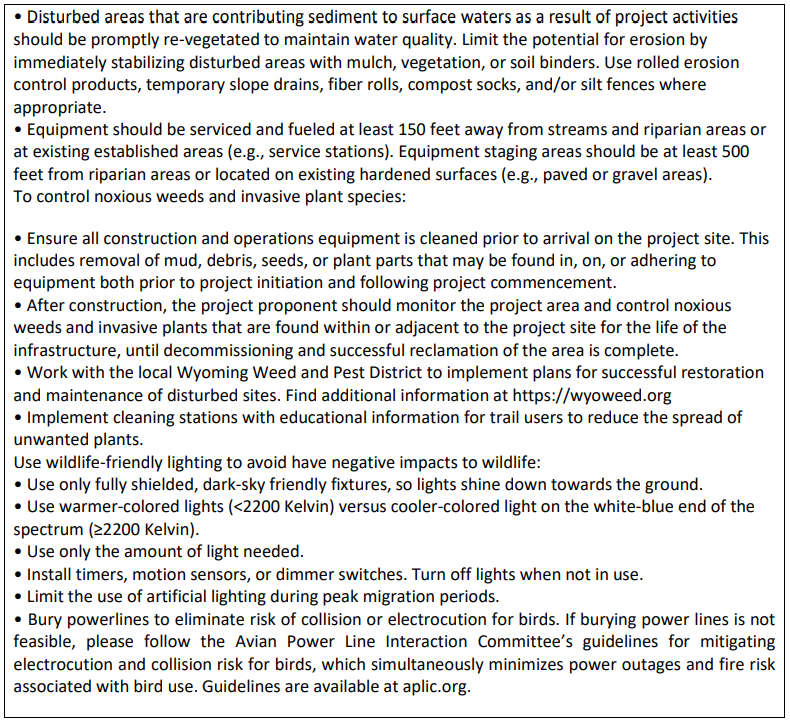 • Disturbed areas that are contributing sediment to surface waters as a result of project activities
should be promptly re-vegetated to maintain water quality. Limit the potential for erosion by
immediately stabilizing disturbed areas with mulch, vegetation, or soil binders. Use rolled erosion
control products, temporary slope drains, fiber rolls, compost socks, and/or silt fences where
appropriate.
• Equipment should be serviced and fueled at least 150 feet away from streams and riparian areas or
at existing established areas (e.g., service stations). Equipment staging areas should be at least 500
feet from riparian areas or located on existing hardened surfaces (e.g., paved or gravel areas).
To control noxious weeds and invasive plant species:
• Ensure all construction and operations equipment is cleaned prior to arrival on the project site. This
includes removal of mud, debris, seeds, or plant parts that may be found in, on, or adhering to
equipment both prior to project initiation and following project commencement.
• After construction, the project proponent should monitor the project area and control noxious
weeds and invasive plants that are found within or adjacent to the project site for the life of the
infrastructure, until decommissioning and successful reclamation of the area is complete.
• Work with the local Wyoming Weed and Pest District to implement plans for successful restoration
and maintenance of disturbed sites. Find additional information at https://wyoweed.org
• Implement cleaning stations with educational information for trail users to reduce the spread of
unwanted plants.
Use wildlife-friendly lighting to avoid have negative impacts to wildlife:
• Use only fully shielded, dark-sky friendly fixtures, so lights shine down towards the ground.
• Use warmer-colored lights (<2200 Kelvin) versus cooler-colored light on the white-blue end of the
spectrum (≥2200 Kelvin).
• Use only the amount of light needed.
• Install timers, motion sensors, or dimmer switches. Turn off lights when not in use.
• Limit the use of artificial lighting during peak migration periods.
• Bury powerlines to eliminate risk of collision or electrocution for birds. If burying power lines is not
feasible, please follow the Avian Power Line Interaction Committee's guidelines for mitigating
electrocution and collision risk for birds, which simultaneously minimizes power outages and fire risk
associated with bird use. Guidelines are available at aplic.org.